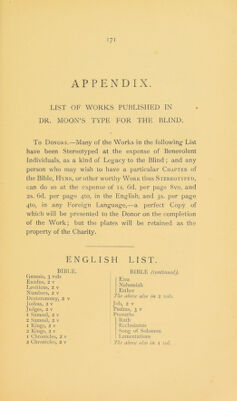 171
APPENDIX.
LIST OF WORKS PUBLISHED IN
DR. MOON'S TYPE FOR THE BLIND.
To Donors.—Many of the Works in the following List
have been Stereotyped at the expense of Benevolent
Individuals, as a kind of Legacy to the Blind; and any
person who may wish to have a particular Chapter of
the Bible, Hymn, or other worthy Work thus Stereotyped,
can do so at the expense of 1s. 6d. per page 8vo, and
2s. 6d. per page 4to, in the English, and 3s. per page
4to, in any Foreign Language,—a perfect Copy of
which will be presented to the Donor on the completion
of the Work; but the plates will be retained as the
property of the Charity.
ENGLISH LIST.
BIBLE.
Genesis, 3 vols
Exodus, 2 v
Leviticus, 2 v
Numbers, 2 v
Deuteronomy, 2 v
Joshua, 2 v
Judges, 2 v
1 Samuel, 2 v
2 Samuel, 2 v
1 Kings, 2 v
2 Kings, 2 v
1 Chronicles, 2 v
2 Chronicles, 2 v
BIBLE (continued).
Ezra
Nehemiah
Esther
The above also in 2 vols.
Job, 2 v
Psalms, 3 v
Proverbs
Ruth
Ecclesiastes
Song of Solomon
Lamentations
The above also in 1 vol.